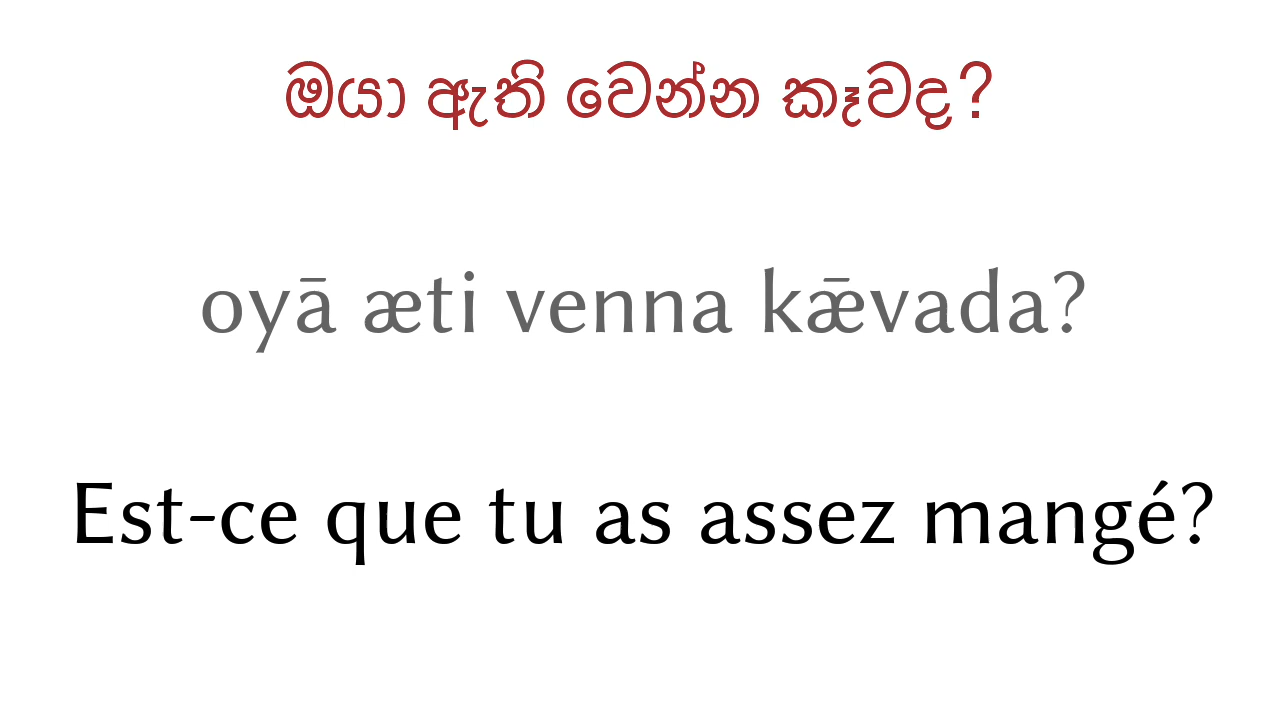 ඔයා ඇති වෙන්න කෑවද?
oyā æti venna kǣvada?
Est-ce que tu as assez mangé?